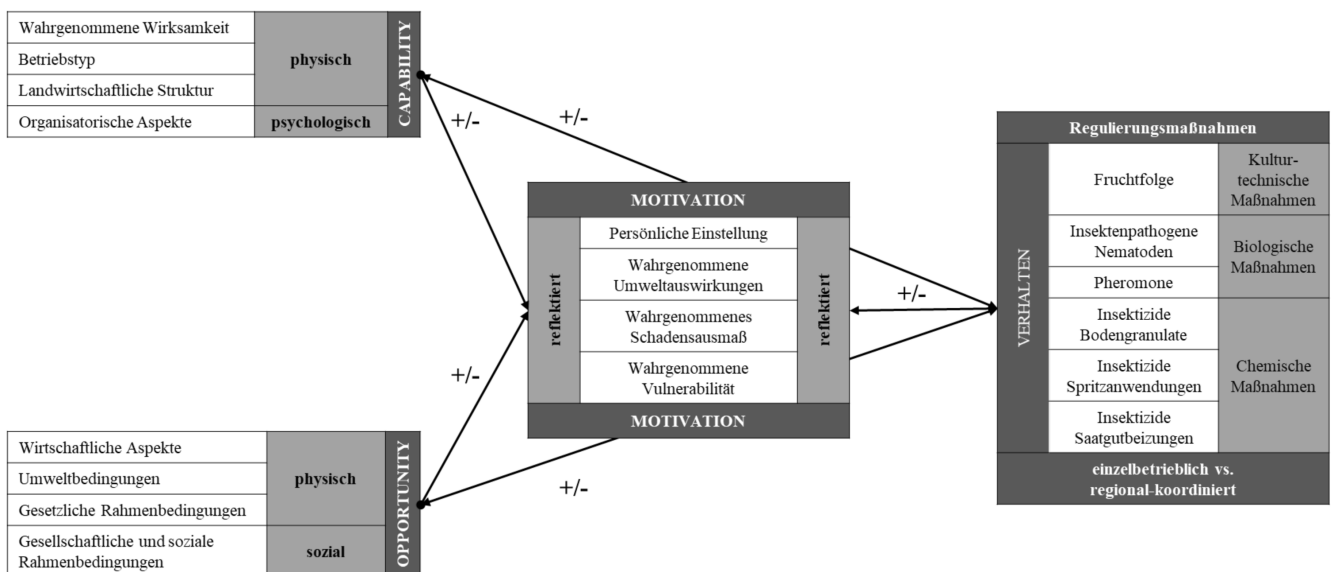 Wahrgenommene Wirksamkeit
Betriebstyp
Landwirtschaftliche Struktur
physisch
Organisatorische Aspekte
psychologisch
CAPABILITY
+/-
+/-
Wirtschaftliche Aspekte
Umweltbedingungen
Gesetzliche Rahmenbedingungen
physisch
Gesellschaftliche und soziale
Rahmenbedingungen
sozial
OPPORTUNITY
+/-
+/-
MOTIVATION
reflektiert
Persönliche Einstellung
Wahrgenommene
Umweltauswirkungen
Wahrgenommenes
Schadensausmaß
Wahrgenommene
Vulnerabilität
reflektiert
MOTIVATION
+/-
Regulierungsmaßnahmen
VERHALTEN
Fruchtfolge
Kultur-
technische
Maßnahmen
Insektenpathogene
Nematoden
Pheromone
Biologische
Maßnahmen
Insektizide
Bodengranulate
Insektizide
Spritzanwendungen
Insektizide
Saatgutbeizungen
Chemische
Maßnahmen
einzelbetrieblich vs.
regional-koordiniert